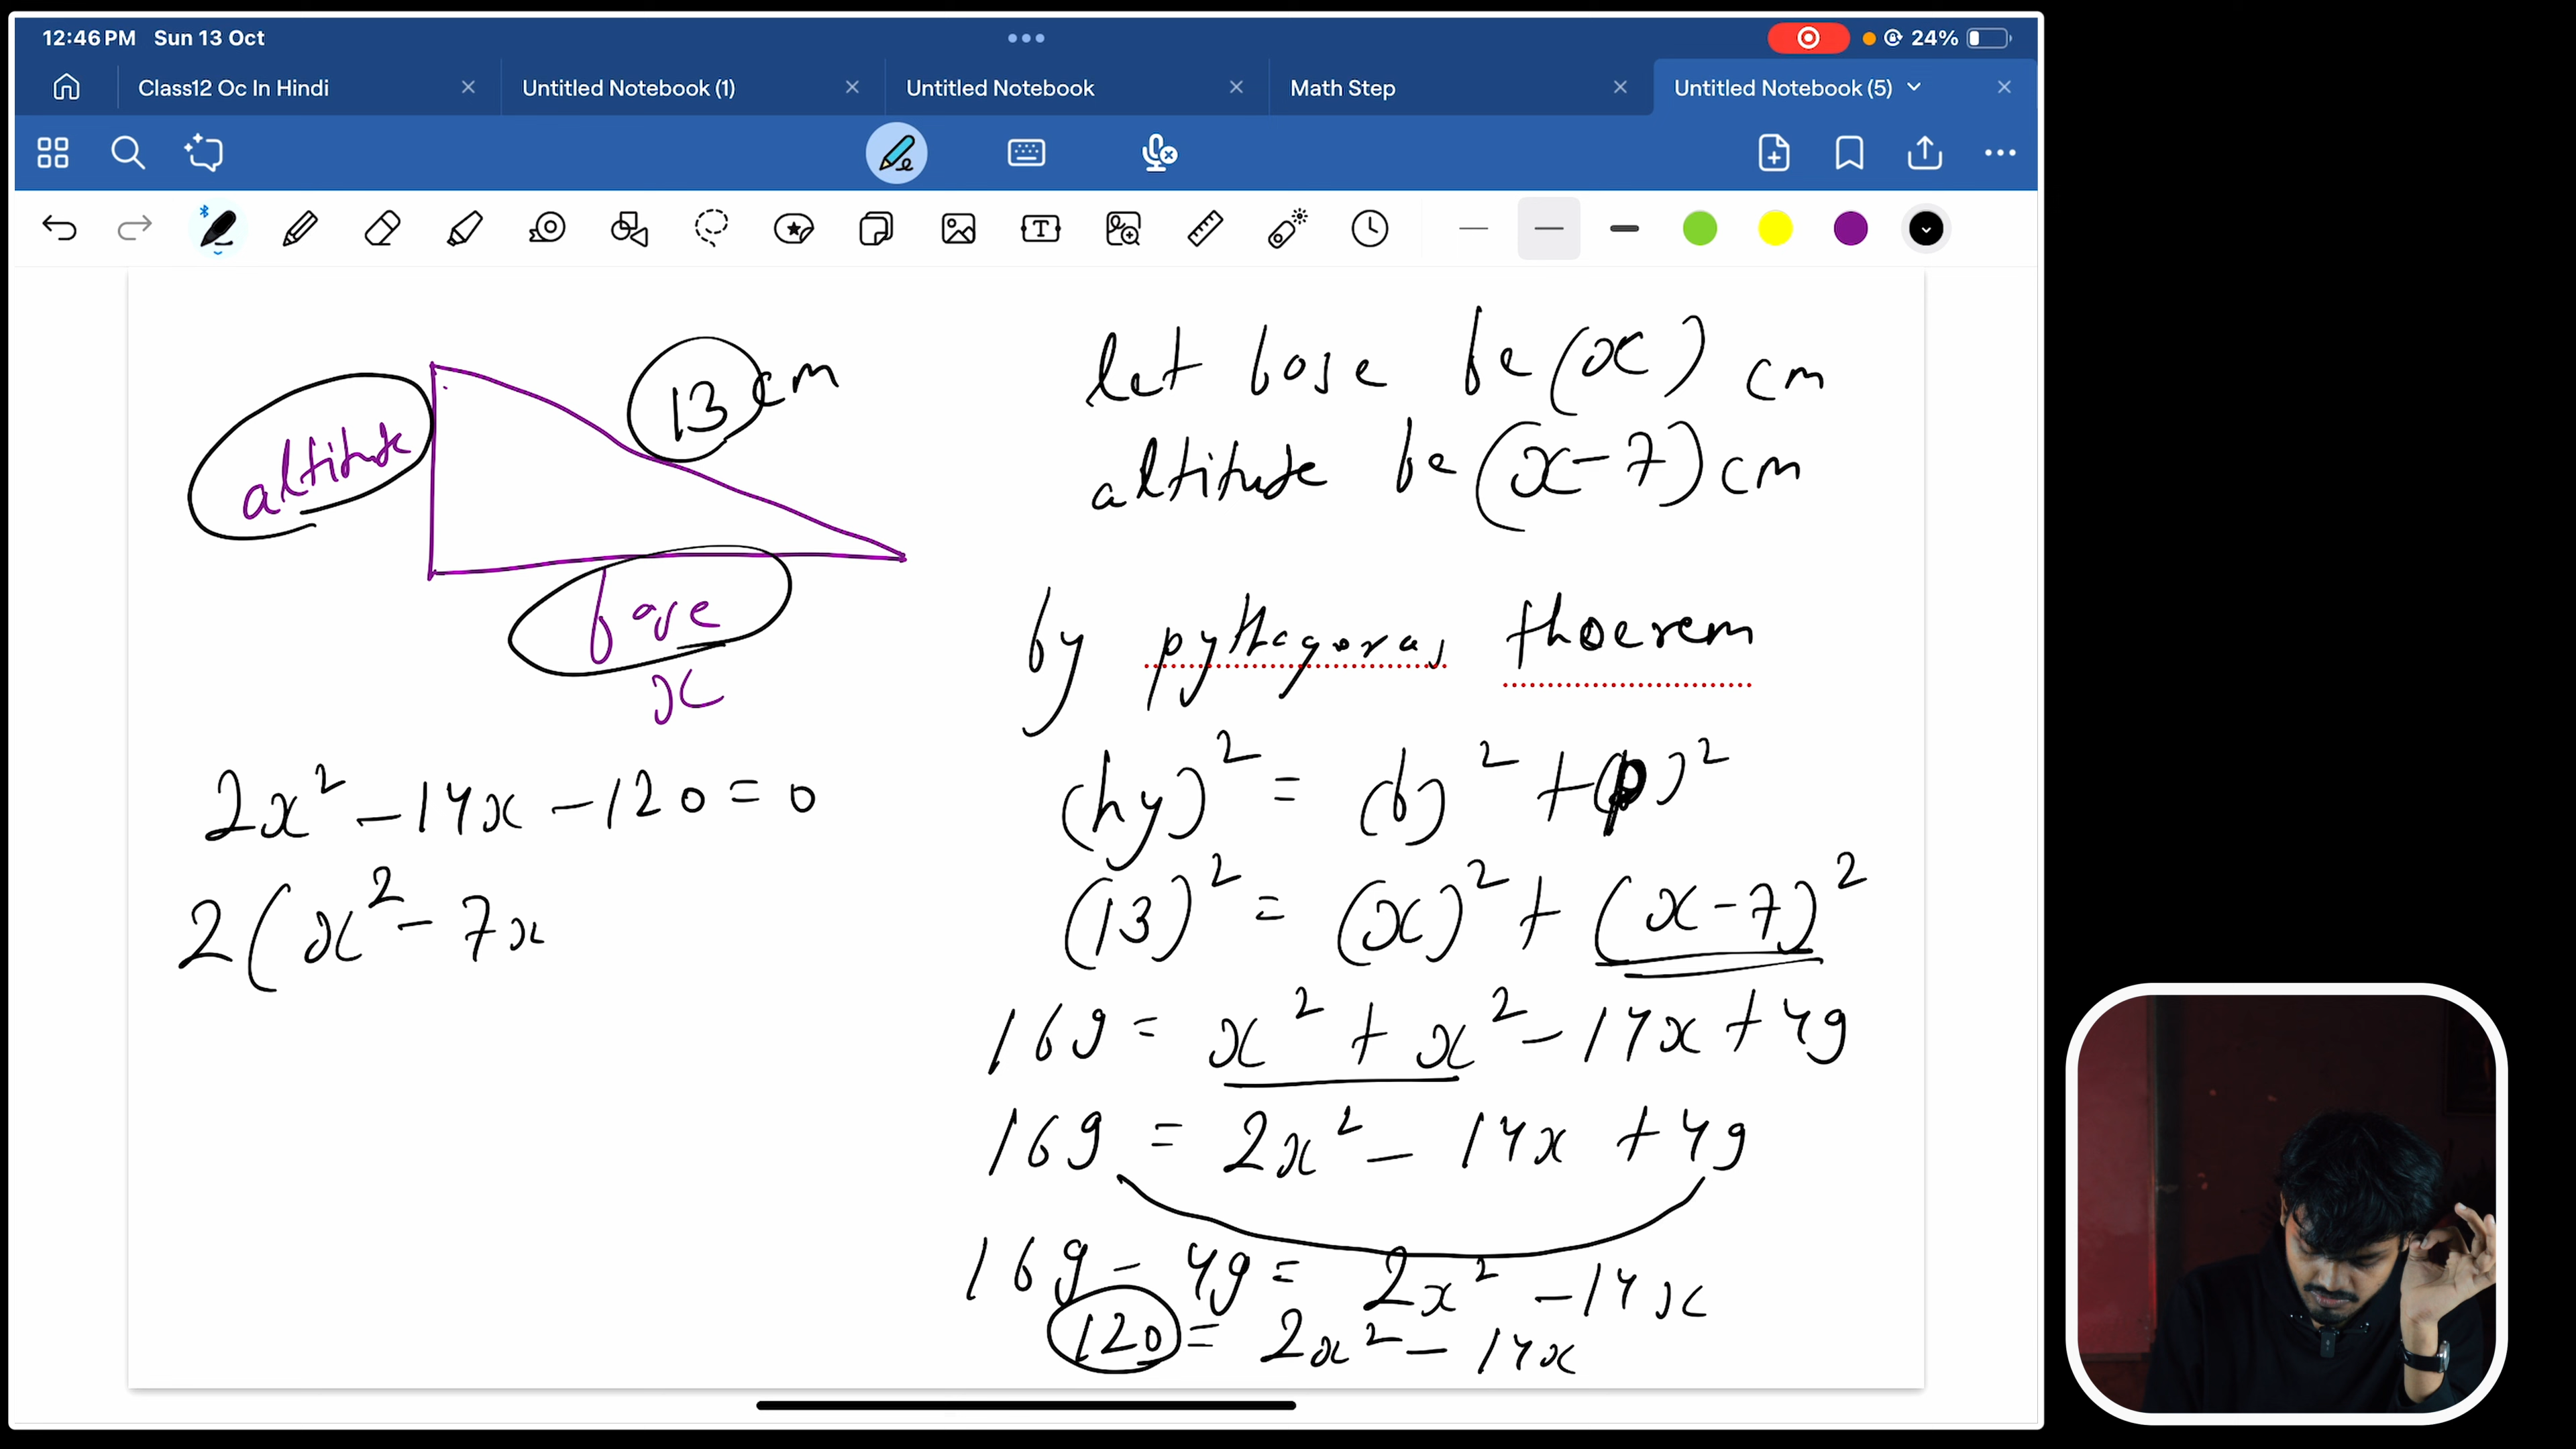 12:46 PM Sun 13 Oct
24%
Class12 Oc In Hindi
Untitled Notebook (1)
Untitled Notebook
Math Step
Untitled Notebook (5)
altitude
13 cm
base
x
2x² - 14x - 120 = 0
2(x² - 7x
let base be (x) cm
altitude be (x - 7) cm
by pythagoras thoerem
(hy)² = (b)² + (p)²
(13)² = (x)² + (x - 7)²
169 = x² + x² - 14x + 49
169 = 2x² - 14x + 49
169 - 49 = 2x² - 14x
120 = 2x² - 14x